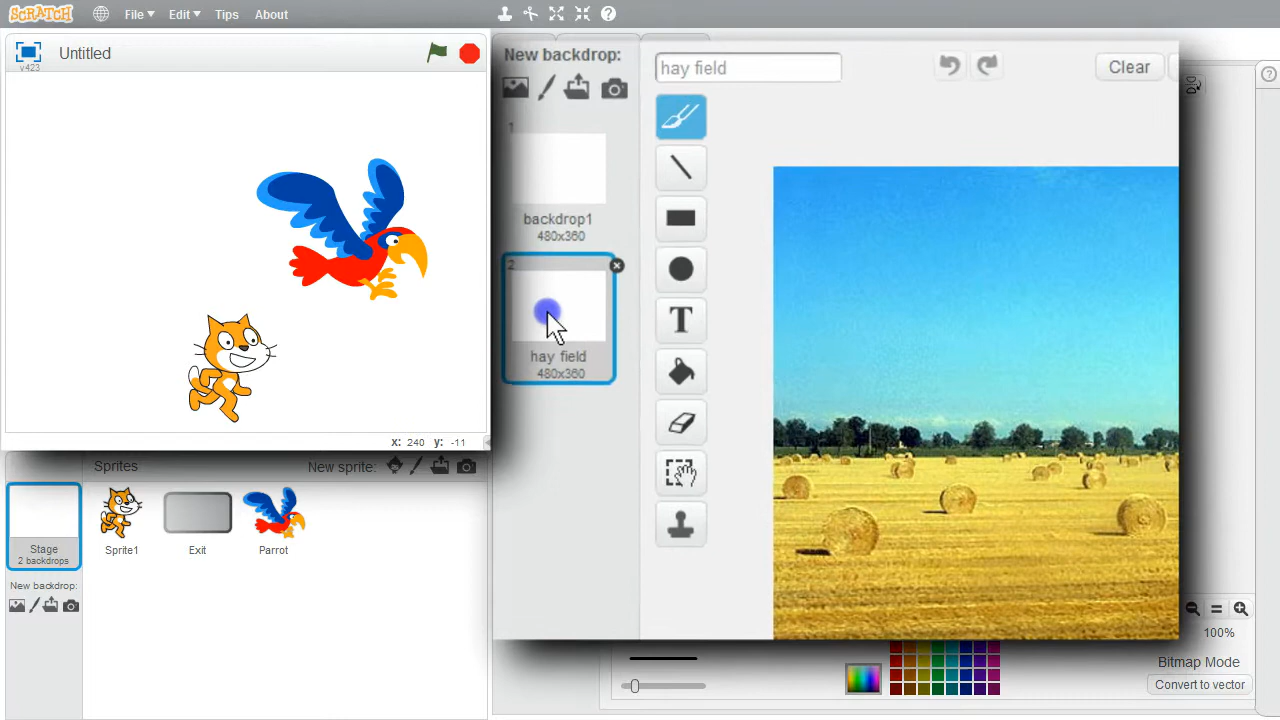 SCRATCH File Edit Tips About
v423
Untitled
x: 240 y: -11
Sprites
New sprite:
Stage
2 backdrops
New backdrop:
Sprite1
Exit
Parrot
New backdrop:
1
backdrop1
480x360
2
hay field
480x360
hay field
Clear
T
100%
Bitmap Mode
Convert to vector